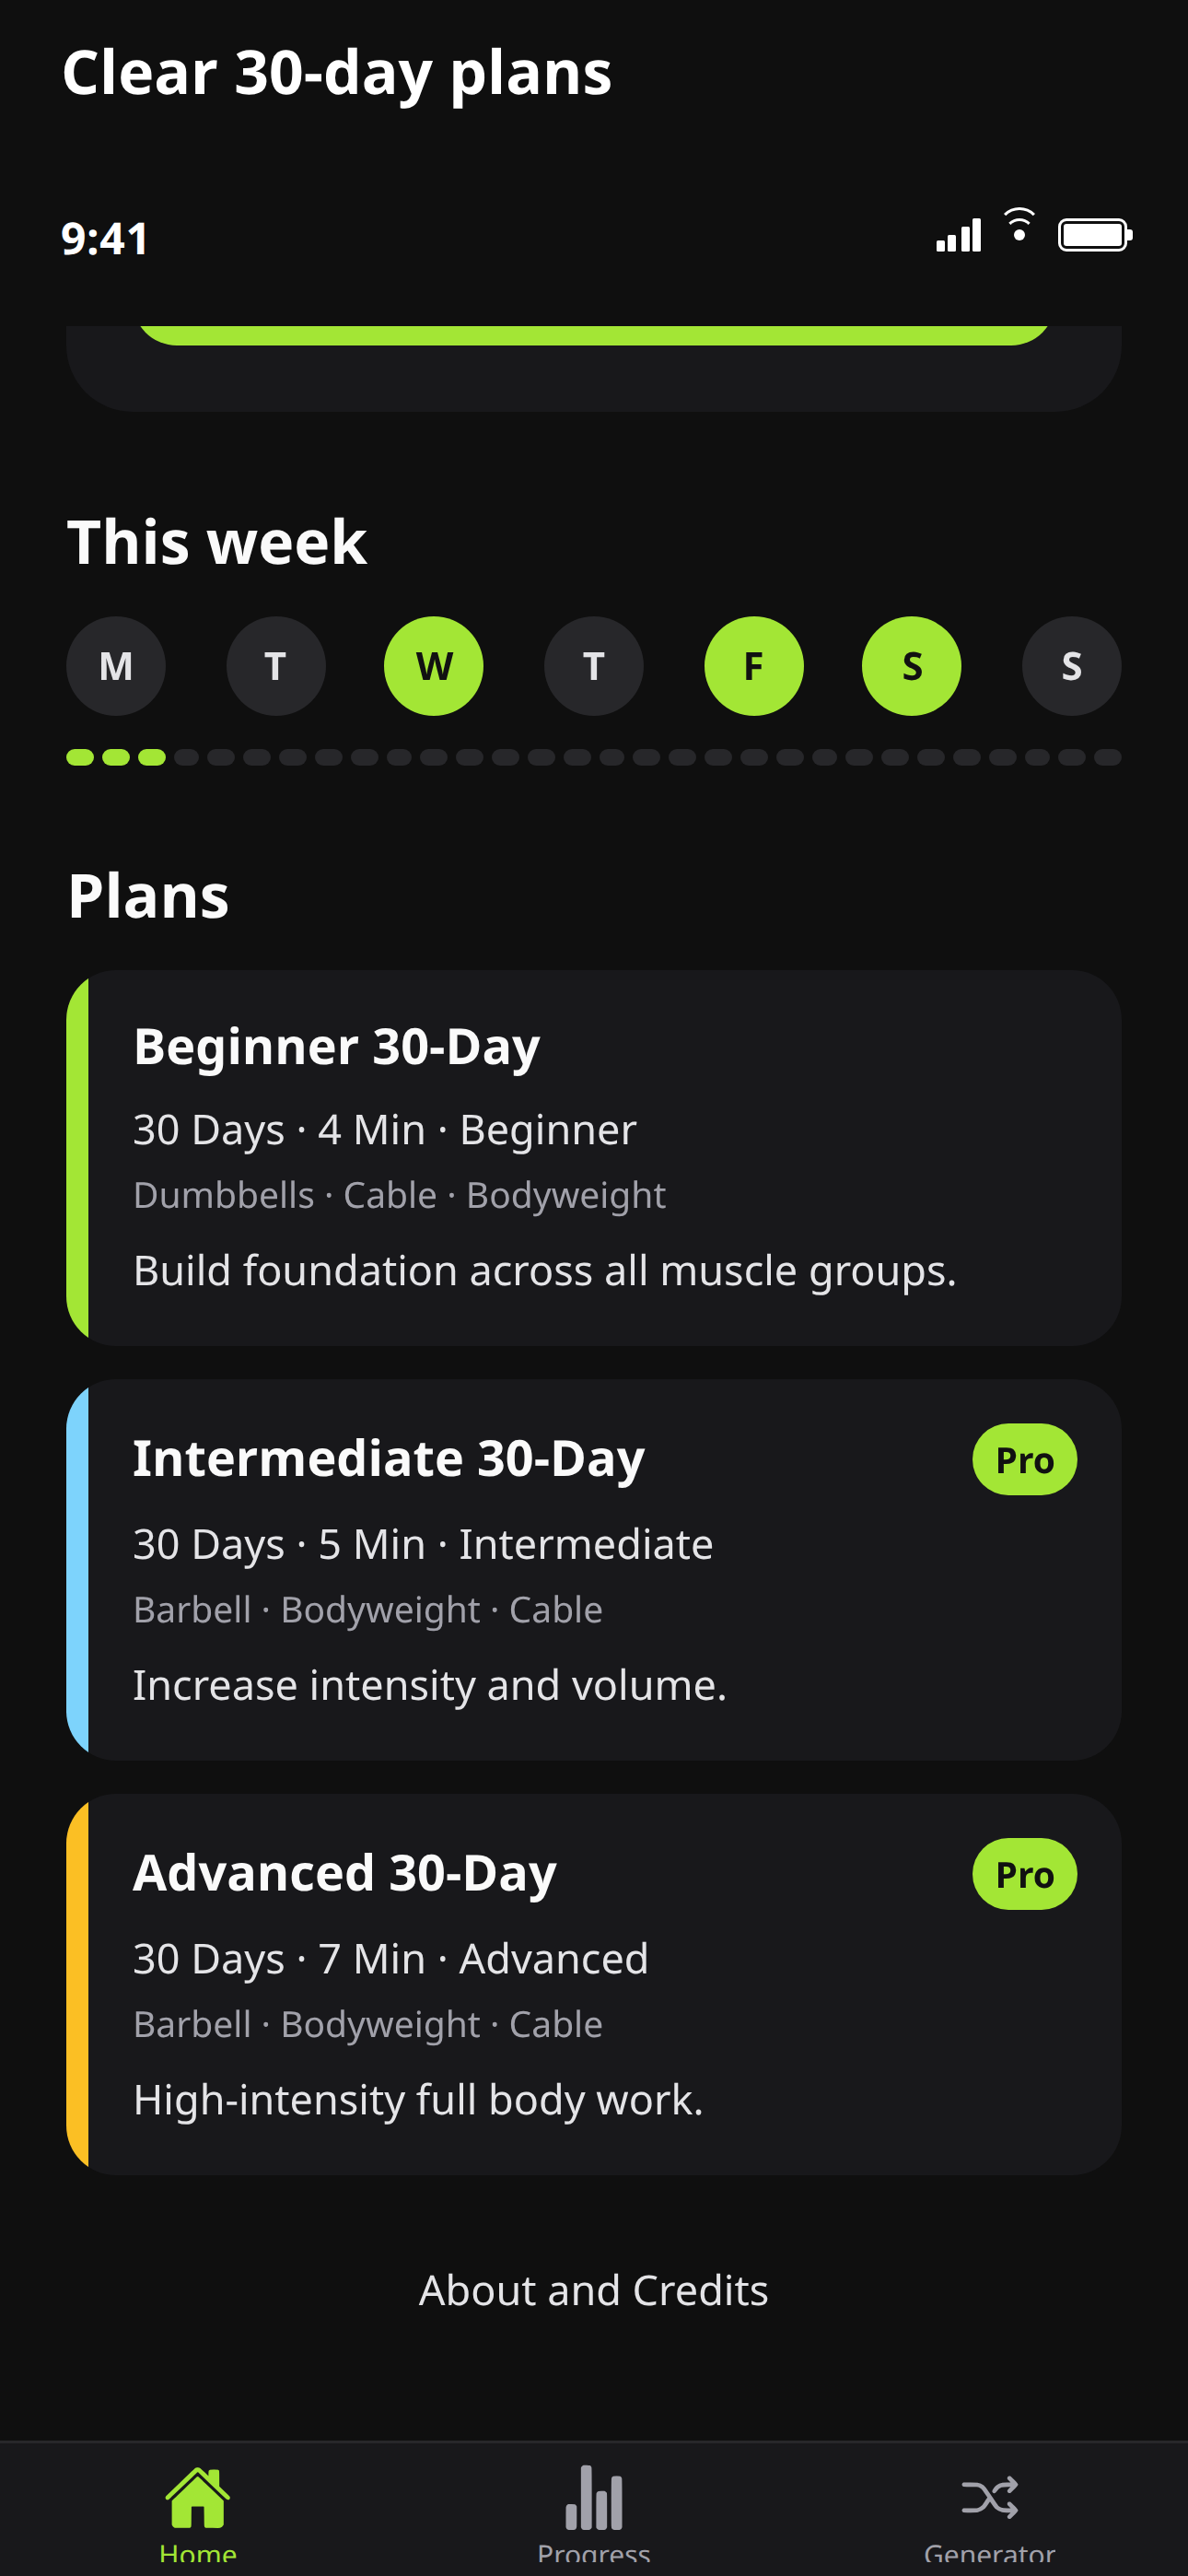 Clear 30-day plans
9:41
This week
M T W T F S S
Plans
Beginner 30-Day
30 Days · 4 Min · Beginner
Dumbbells · Cable · Bodyweight
Build foundation across all muscle groups.
Intermediate 30-Day Pro
30 Days · 5 Min · Intermediate
Barbell · Bodyweight · Cable
Increase intensity and volume.
Advanced 30-Day Pro
30 Days · 7 Min · Advanced
Barbell · Bodyweight · Cable
High-intensity full body work.
About and Credits
Home Progress Generator